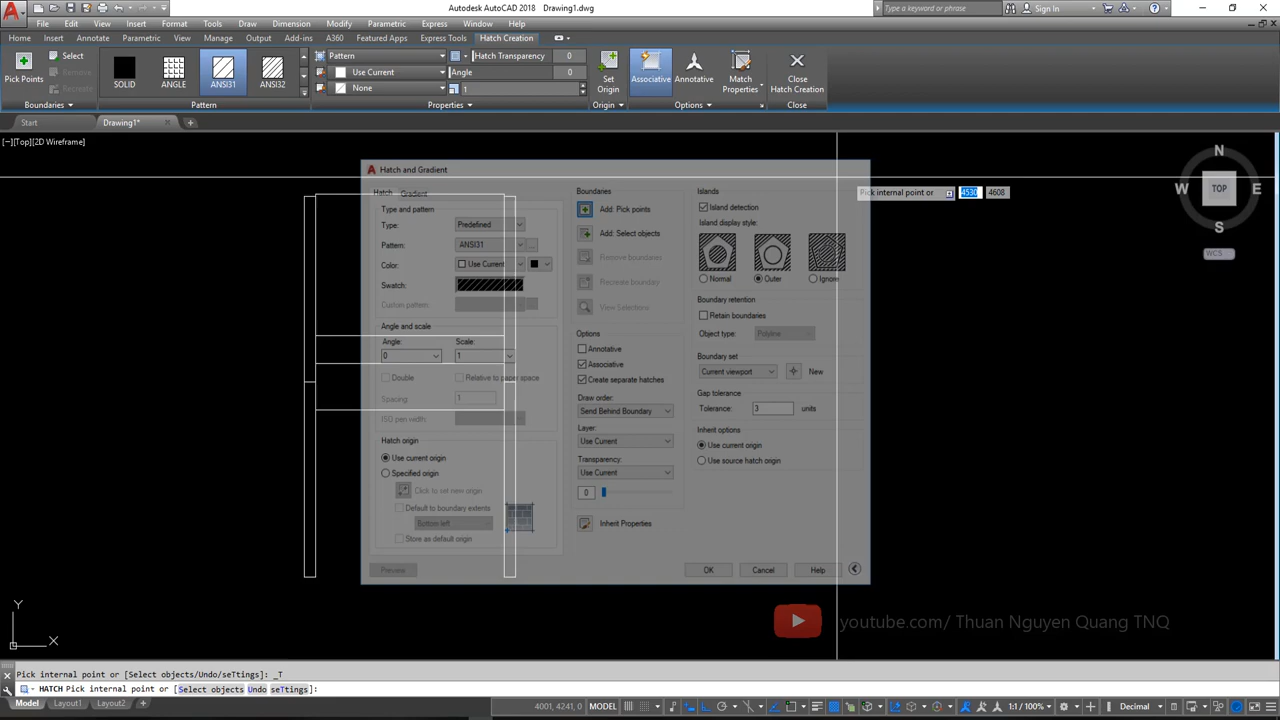 Autodesk AutoCAD 2018 Drawing1.dwg
Type a keyword or phrase
Sign In
File Edit View Insert Format Tools Draw Dimension Modify Parametric Express Window Help
Home Insert Annotate Parametric View Manage Output Add-ins A360 Featured Apps Express Tools Hatch Creation
Pick Points
Select
Remove
Recreate
Boundaries
SOLID
ANGLE
ANSI31
ANSI32
Pattern
Pattern
Use Current
None
Hatch Transparency 0
Angle 0
1
Properties
Set Origin
Origin
Associative
Annotative
Match Properties
Options
Close Hatch Creation
Close
Start
Drawing1*
[−][Top][2D Wireframe]
Hatch and Gradient
Hatch
Gradient
Type and pattern
Type: Predefined
Pattern: ANSI31 ...
Color: Use Current
Swatch:
Custom pattern:
Angle and scale
Angle: Scale:
0 1
Double Relative to paper space
Spacing: 1
ISO pen width:
Hatch origin
Use current origin
Specified origin
Click to set new origin
Default to boundary extents
Bottom left
Store as default origin
Preview
Boundaries
Add: Pick points
Add: Select objects
Remove boundaries
Recreate boundary
View Selections
Options
Annotative
Associative
Create separate hatches
Draw order:
Send Behind Boundary
Layer:
Use Current
Transparency:
Use Current
0
Inherit Properties
Islands
Island detection
Island display style:
Normal Outer Ignore
Boundary retention
Retain boundaries
Object type: Polyline
Boundary set
Current viewport New
Gap tolerance
Tolerance: 3 units
Inherit options
Use current origin
Use source hatch origin
OK Cancel Help
Pick internal point or 4530 4608
N
W TOP E
S
WCS
Y
X
youtube.com/ Thuan Nguyen Quang TNQ
Pick internal point or [Select objects/Undo/seTtings]: _T
HATCH Pick internal point or [Select objects Undo seTtings]:
Model Layout1 Layout2
4001, 4241, 0 MODEL
1:1 / 100%
Decimal